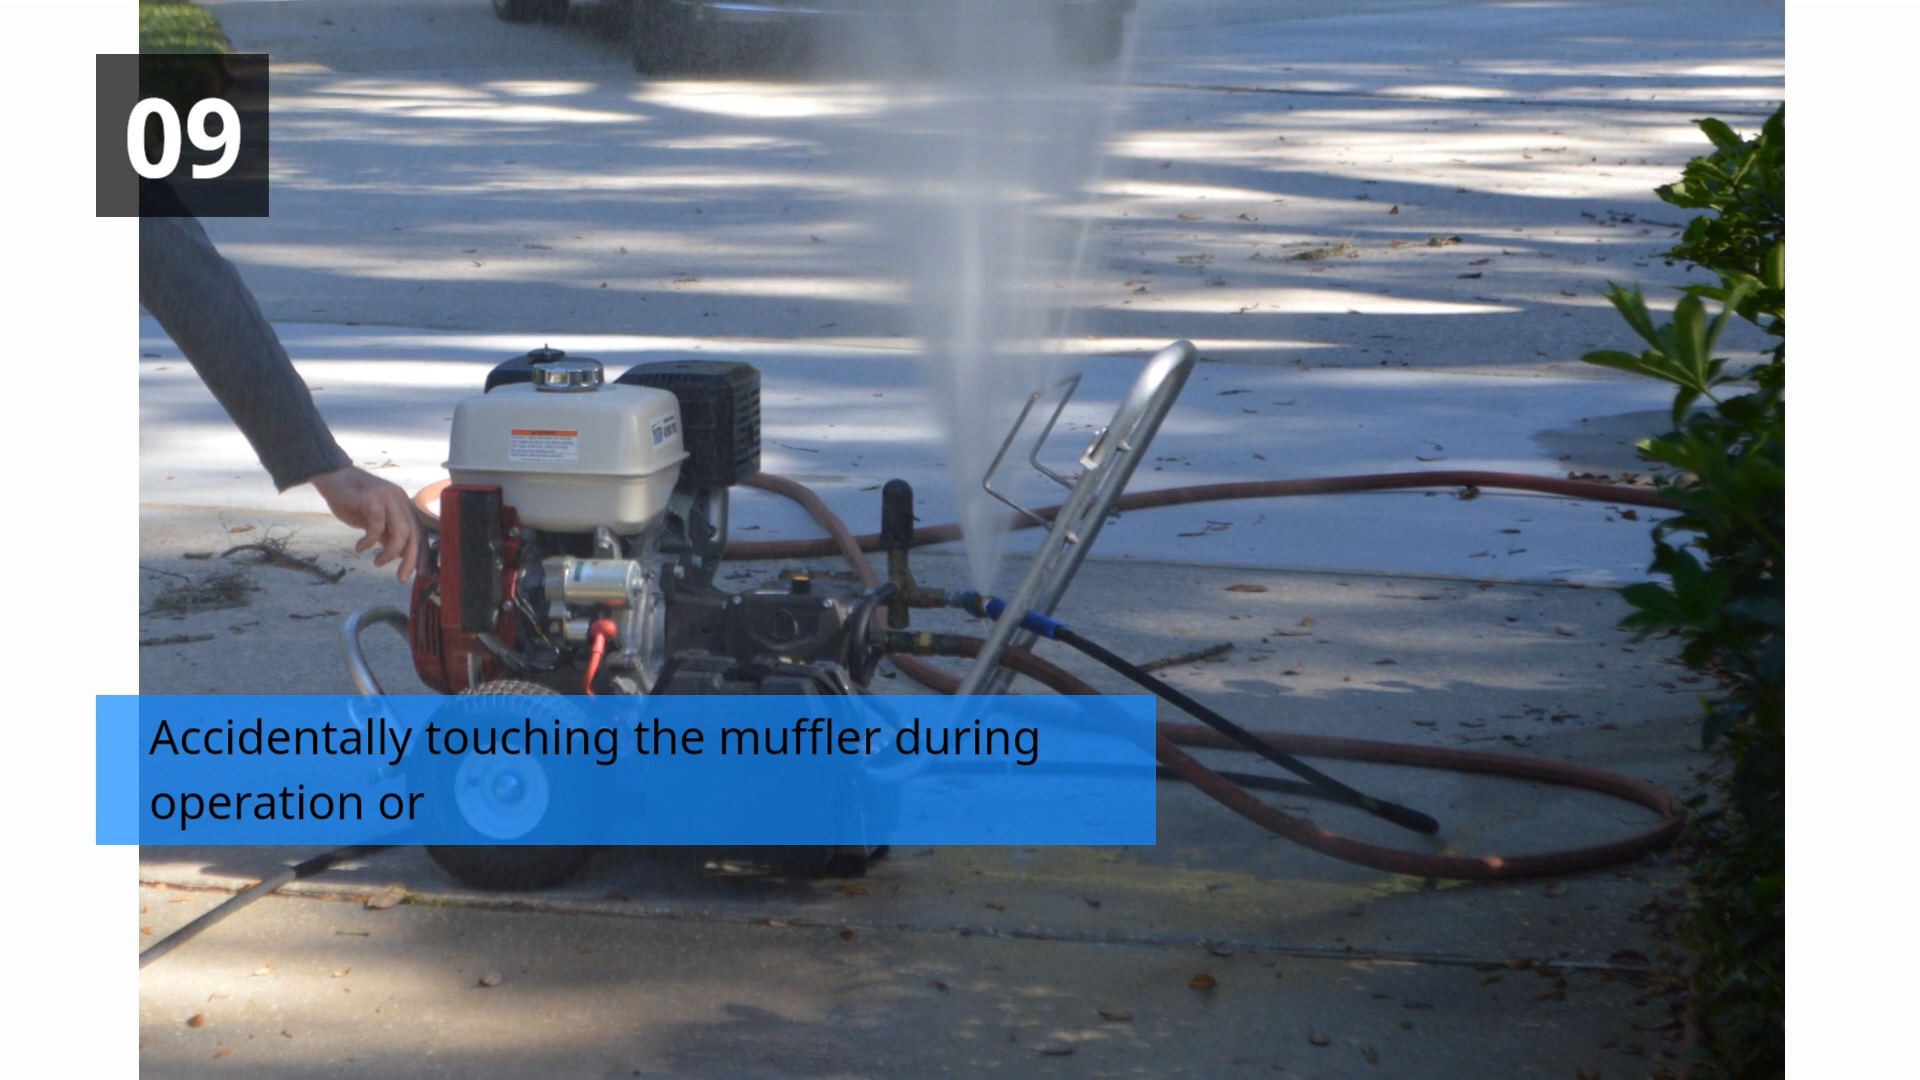 09
Accidentally touching the muffler during
operation or